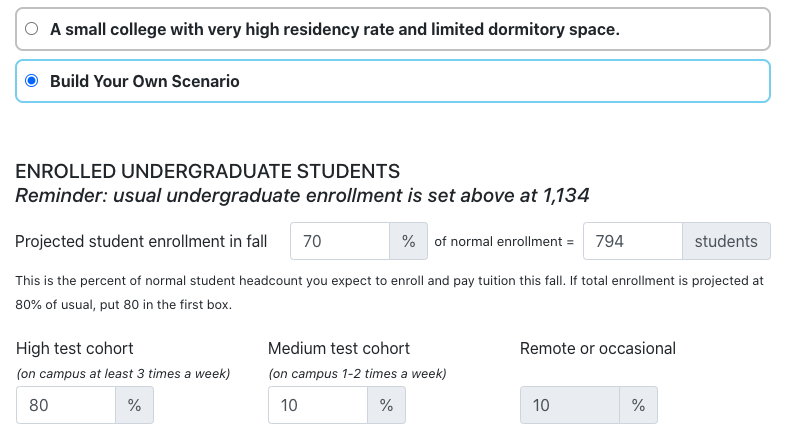 A small college with very high residency rate and limited dormitory space.
Build Your Own Scenario
ENROLLED UNDERGRADUATE STUDENTS
Reminder: usual undergraduate enrollment is set above at 1,134
Projected student enrollment in fall 70 % of normal enrollment = 794 students
This is the percent of normal student headcount you expect to enroll and pay tuition this fall. If total enrollment is projected at
80% of usual, put 80 in the first box.
High test cohort Medium test cohort Remote or occasional
(on campus at least 3 times a week) (on campus 1-2 times a week)
80 % 10 % 10 %